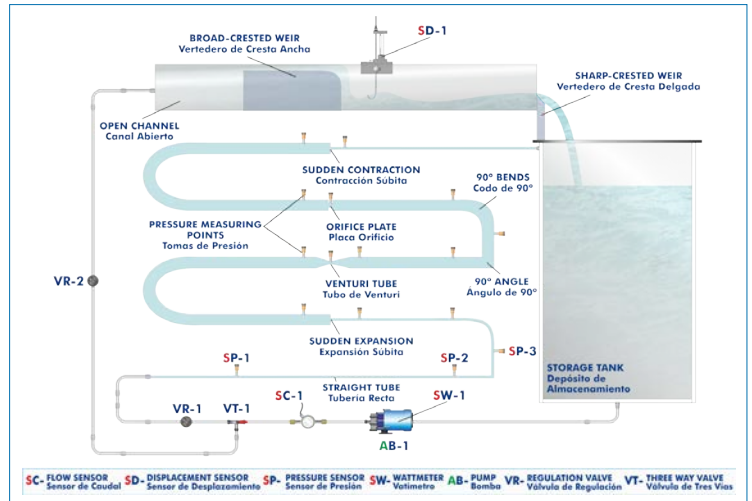 SD-1
BROAD-CRESTED WEIR
Vertedero de Cresta Ancha
SHARP-CRESTED WEIR
Vertedero de Cresta Delgada
OPEN CHANNEL
Canal Abierto
SUDDEN CONTRACTION
Contracción Súbita
90º BENDS
Codo de 90º
PRESSURE MEASURING
POINTS
Tomas de Presión
ORIFICE PLATE
Placa Orificio
VR-2
VENTURI TUBE
Tubo de Venturi
90º ANGLE
Ángulo de 90º
SUDDEN EXPANSION
Expansión Súbita
SP-1
SP-2
SP-3
STRAIGHT TUBE
Tubería Recta
STORAGE TANK
Depósito de
Almacenamiento
VR-1
VT-1
SC-1
SW-1
AB-1
SC- FLOW SENSOR SD- DISPLACEMENT SENSOR SP- PRESSURE SENSOR SW- WATTMETER AB- PUMP VR- REGULATION VALVE VT- THREE WAY VALVE
Sensor de Caudal Sensor de Desplazamiento Sensor de Presión Vatímetro Bomba Válvula de Regulación Válvula de Tres Vías